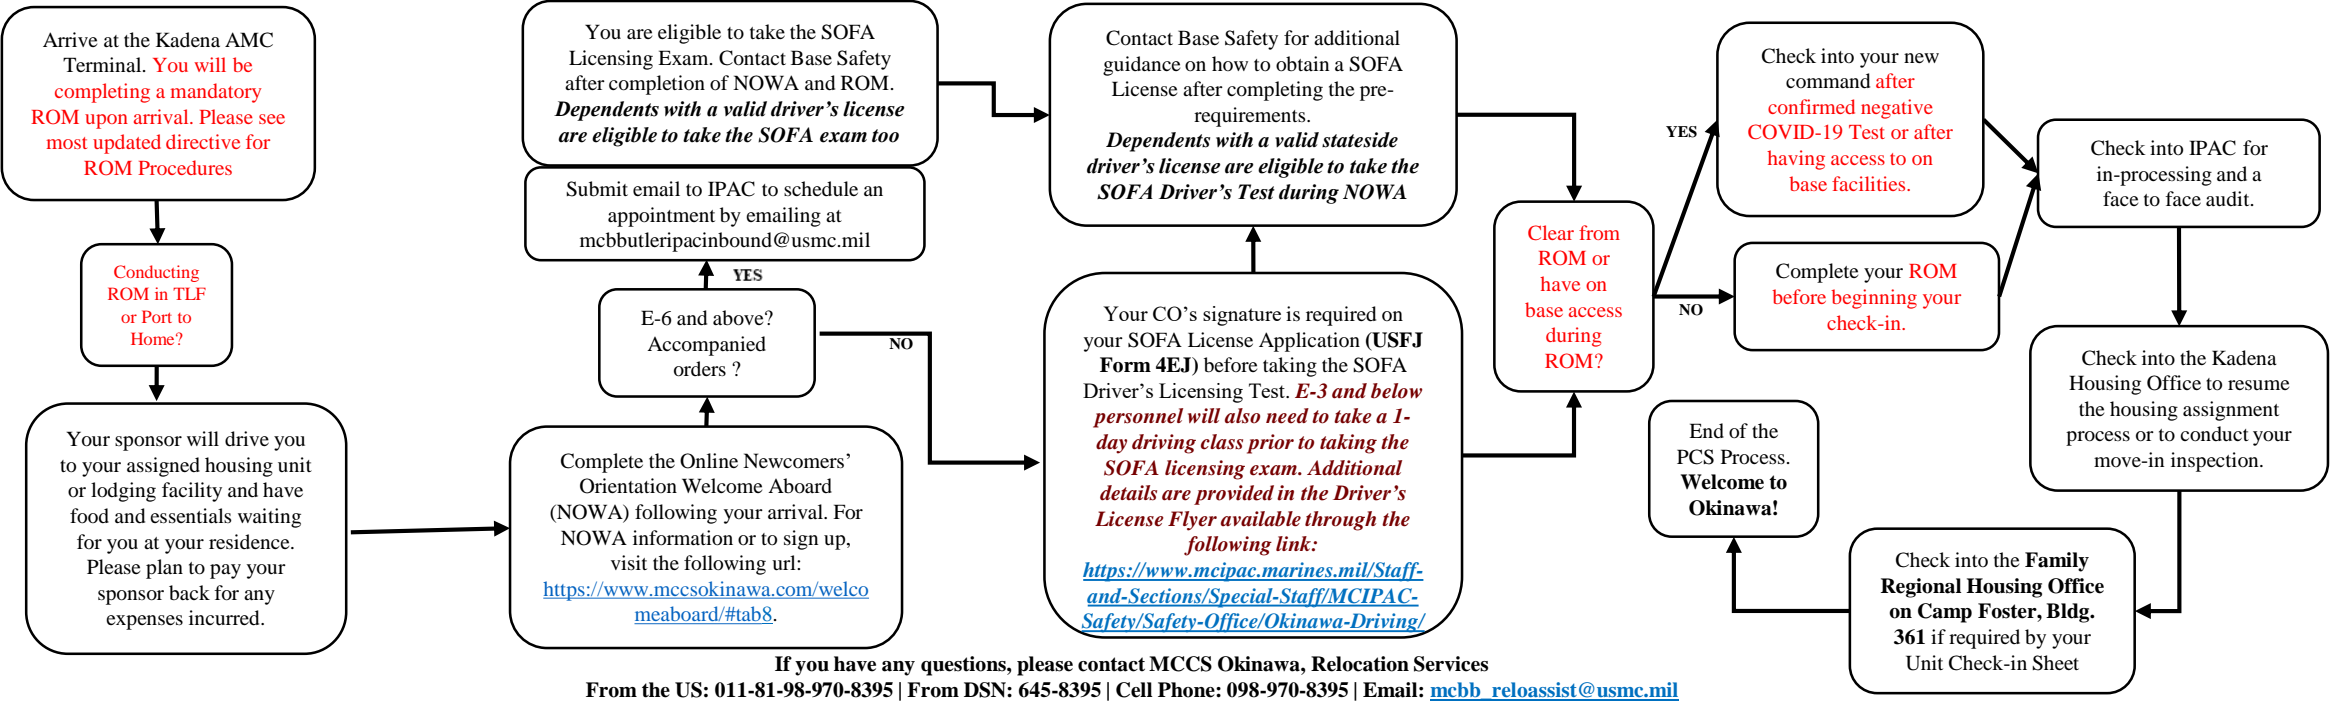 Arrive at the Kadena AMC
Terminal. You will be
completing a mandatory
ROM upon arrival. Please see
most updated directive for
ROM Procedures
Conducting
ROM in TLF
or Port to
Home?
Your sponsor will drive you
to your assigned housing unit
or lodging facility and have
food and essentials waiting
for you at your residence.
Please plan to pay your
sponsor back for any
expenses incurred.
Complete the Online Newcomers’
Orientation Welcome Aboard
(NOWA) following your arrival. For
NOWA information or to sign up,
visit the following url:
https://www.mccsokinawa.com/welco
meaboard/#tab8.
E-6 and above?
Accompanied
orders ?
YES
NO
Submit email to IPAC to schedule an
appointment by emailing at
mcbbutleripacinbound@usmc.mil
You are eligible to take the SOFA
Licensing Exam. Contact Base Safety
after completion of NOWA and ROM.
Dependents with a valid driver’s license
are eligible to take the SOFA exam too
Contact Base Safety for additional
guidance on how to obtain a SOFA
License after completing the pre-
requirements.
Dependents with a valid stateside
driver’s license are eligible to take the
SOFA Driver’s Test during NOWA
Your CO’s signature is required on
your SOFA License Application (USFJ
Form 4EJ) before taking the SOFA
Driver’s Licensing Test. E-3 and below
personnel will also need to take a 1-
day driving class prior to taking the
SOFA licensing exam. Additional
details are provided in the Driver’s
License Flyer available through the
following link:
https://www.mcipac.marines.mil/Staff-
and-Sections/Special-Staff/MCIPAC-
Safety/Safety-Office/Okinawa-Driving/
Clear from
ROM or
have on
base access
during
ROM?
YES
NO
Check into your new
command after
confirmed negative
COVID-19 Test or after
having access to on
base facilities.
Complete your ROM
before beginning your
check-in.
Check into IPAC for
in-processing and a
face to face audit.
Check into the Kadena
Housing Office to resume
the housing assignment
process or to conduct your
move-in inspection.
Check into the Family
Regional Housing Office
on Camp Foster, Bldg.
361 if required by your
Unit Check-in Sheet
End of the
PCS Process.
Welcome to
Okinawa!
If you have any questions, please contact MCCS Okinawa, Relocation Services
From the US: 011-81-98-970-8395 | From DSN: 645-8395 | Cell Phone: 098-970-8395 | Email: mcbb_reloassist@usmc.mil